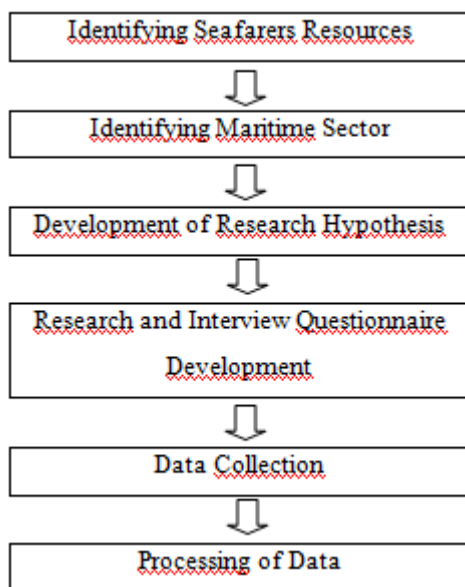 Identifying Seafarers Resources
Identifying Maritime Sector
Development of Research Hypothesis
Research and Interview Questionnaire
Development
Data Collection
Processing of Data